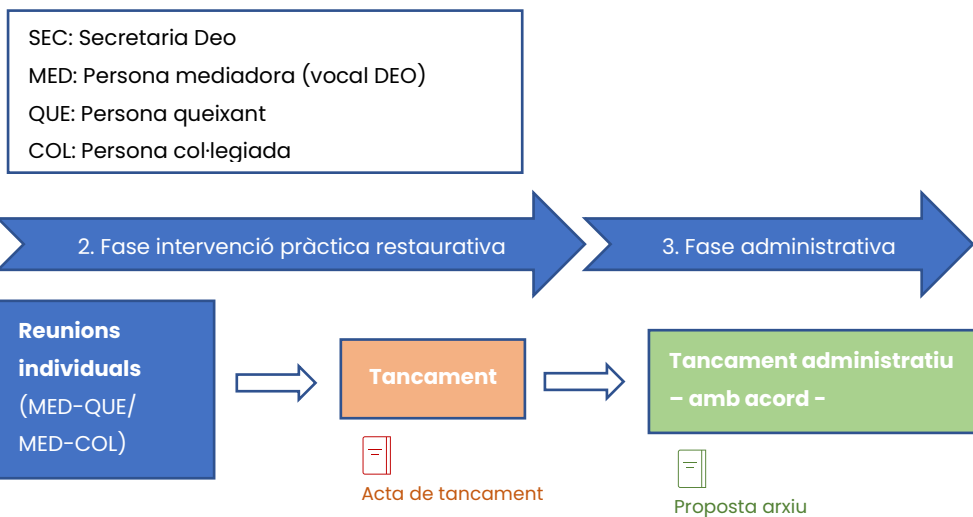 SEC: Secretaria Deo
MED: Persona mediadora (vocal DEO)
QUE: Persona queixant
COL: Persona col·legiada
2. Fase intervenció pràctica restaurativa
3. Fase administrativa
Reunions
individuals
(MED-QUE/
MED-COL)
Tancament
Acta de tancament
Tancament administratiu
– amb acord -
Proposta arxiu